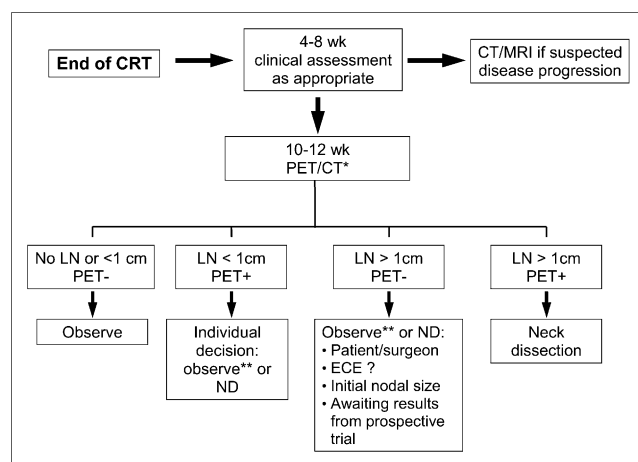 End of CRT
4-8 wk
clinical assessment
as appropriate
CT/MRI if suspected
disease progression
10-12 wk
PET/CT*
No LN or <1 cm
PET-
LN < 1cm
PET+
LN > 1cm
PET-
LN > 1cm
PET+
Observe
Individual
decision:
observe** or
ND
Observe** or ND:
• Patient/surgeon
• ECE ?
• Initial nodal size
• Awaiting results
from prospective
trial
Neck
dissection